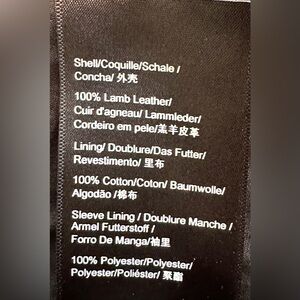 Shell/Coquille/Schale /
Concha/ 外壳
100% Lamb Leather/
Cuir d'agneau/ Lammleder/
Cordeiro em pele/羔羊皮革
Lining/ Doublure/Das Futter/
Revestimento/ 里布
100% Cotton/Coton/ Baumwolle/
Algodão /棉布
Sleeve Lining / Doublure Manche /
Armel Futterstoff /
Forro De Manga/袖里
100% Polyester/Polyester/
Polyester/Poliéster/ 聚酯